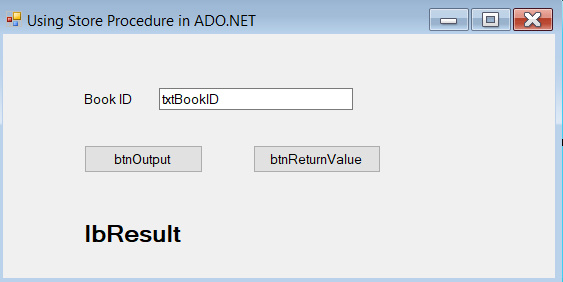 Using Store Procedure in ADO.NET
Book ID txtBookID
btnOutput btnReturnValue
lbResult